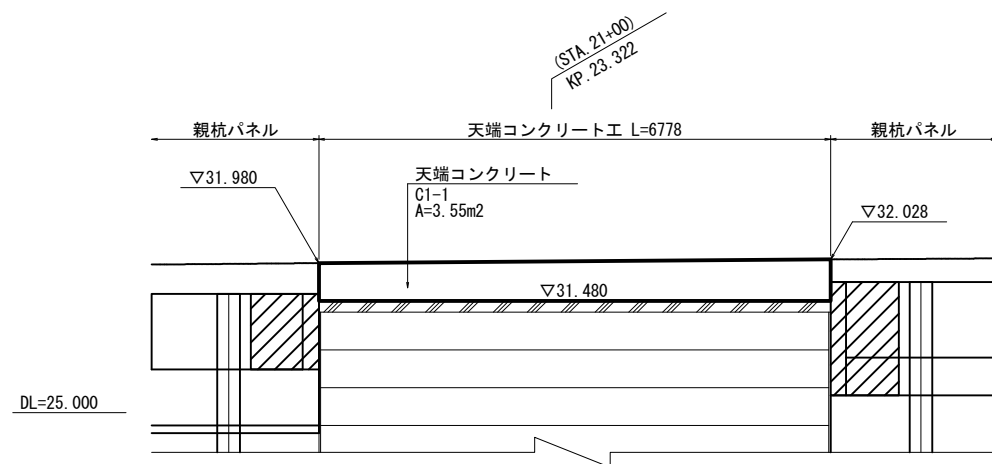 (STA. 21+00)
KP. 23.322
親杭パネル
天端コンクリート工 L=6778
親杭パネル
▽31.980
天端コンクリート
C1-1
A=3.55m2
▽32.028
▽31.480
DL=25.000